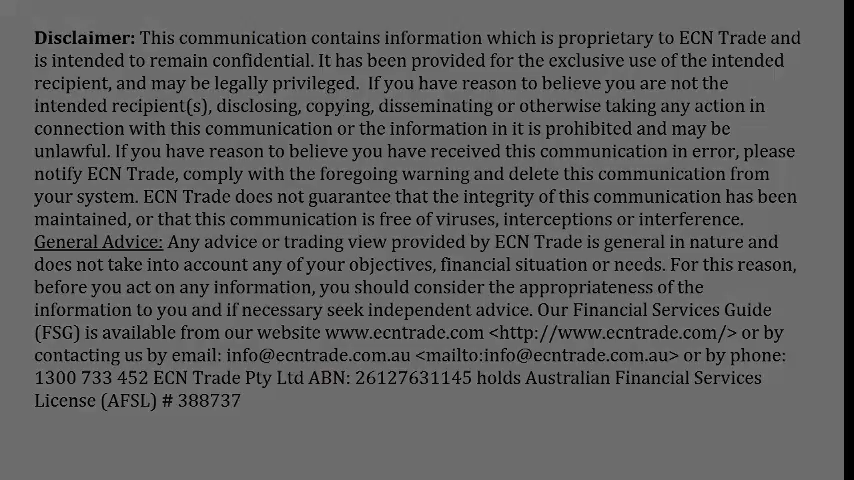 Disclaimer: This communication contains information which is proprietary to ECN Trade and
is intended to remain confidential. It has been provided for the exclusive use of the intended
recipient, and may be legally privileged.  If you have reason to believe you are not the
intended recipient(s), disclosing, copying, disseminating or otherwise taking any action in
connection with this communication or the information in it is prohibited and may be
unlawful. If you have reason to believe you have received this communication in error, please
notify ECN Trade, comply with the foregoing warning and delete this communication from
your system. ECN Trade does not guarantee that the integrity of this communication has been
maintained, or that this communication is free of viruses, interceptions or interference.
General Advice: Any advice or trading view provided by ECN Trade is general in nature and
does not take into account any of your objectives, financial situation or needs. For this reason,
before you act on any information, you should consider the appropriateness of the
information to you and if necessary seek independent advice. Our Financial Services Guide
(FSG) is available from our website www.ecntrade.com <http://www.ecntrade.com/> or by
contacting us by email: info@ecntrade.com.au <mailto:info@ecntrade.com.au> or by phone:
1300 733 452 ECN Trade Pty Ltd ABN: 26127631145 holds Australian Financial Services
License (AFSL) # 388737